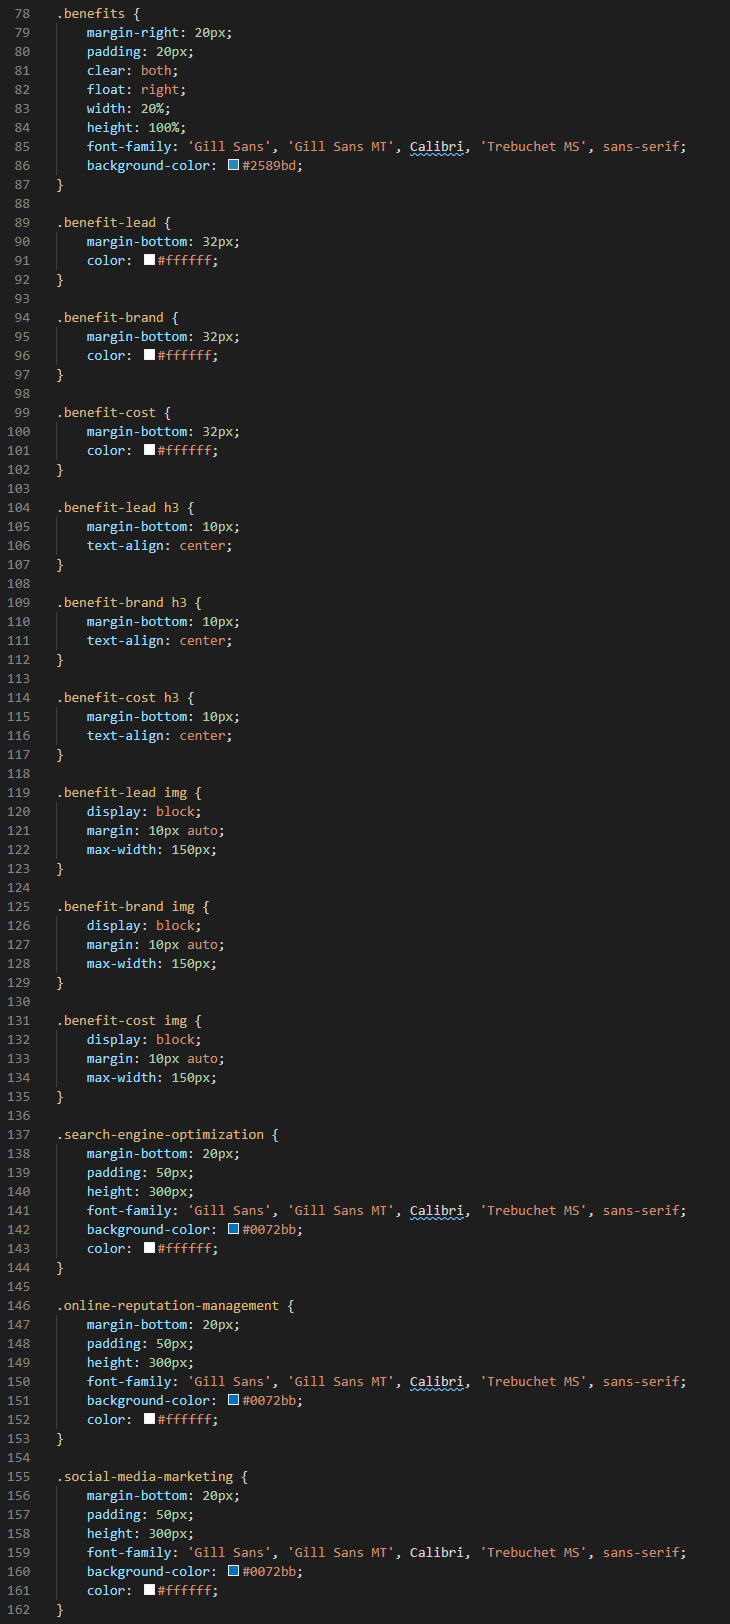 78 .benefits {
79 margin-right: 20px;
80 padding: 20px;
81 clear: both;
82 float: right;
83 width: 20%;
84 height: 100%;
85 font-family: 'Gill Sans', 'Gill Sans MT', Calibri, 'Trebuchet MS', sans-serif;
86 background-color: #2589bd;
87 }
88
89 .benefit-lead {
90 margin-bottom: 32px;
91 color: #ffffff;
92 }
93
94 .benefit-brand {
95 margin-bottom: 32px;
96 color: #ffffff;
97 }
98
99 .benefit-cost {
100 margin-bottom: 32px;
101 color: #ffffff;
102 }
103
104 .benefit-lead h3 {
105 margin-bottom: 10px;
106 text-align: center;
107 }
108
109 .benefit-brand h3 {
110 margin-bottom: 10px;
111 text-align: center;
112 }
113
114 .benefit-cost h3 {
115 margin-bottom: 10px;
116 text-align: center;
117 }
118
119 .benefit-lead img {
120 display: block;
121 margin: 10px auto;
122 max-width: 150px;
123 }
124
125 .benefit-brand img {
126 display: block;
127 margin: 10px auto;
128 max-width: 150px;
129 }
130
131 .benefit-cost img {
132 display: block;
133 margin: 10px auto;
134 max-width: 150px;
135 }
136
137 .search-engine-optimization {
138 margin-bottom: 20px;
139 padding: 50px;
140 height: 300px;
141 font-family: 'Gill Sans', 'Gill Sans MT', Calibri, 'Trebuchet MS', sans-serif;
142 background-color: #0072bb;
143 color: #ffffff;
144 }
145
146 .online-reputation-management {
147 margin-bottom: 20px;
148 padding: 50px;
149 height: 300px;
150 font-family: 'Gill Sans', 'Gill Sans MT', Calibri, 'Trebuchet MS', sans-serif;
151 background-color: #0072bb;
152 color: #ffffff;
153 }
154
155 .social-media-marketing {
156 margin-bottom: 20px;
157 padding: 50px;
158 height: 300px;
159 font-family: 'Gill Sans', 'Gill Sans MT', Calibri, 'Trebuchet MS', sans-serif;
160 background-color: #0072bb;
161 color: #ffffff;
162 }